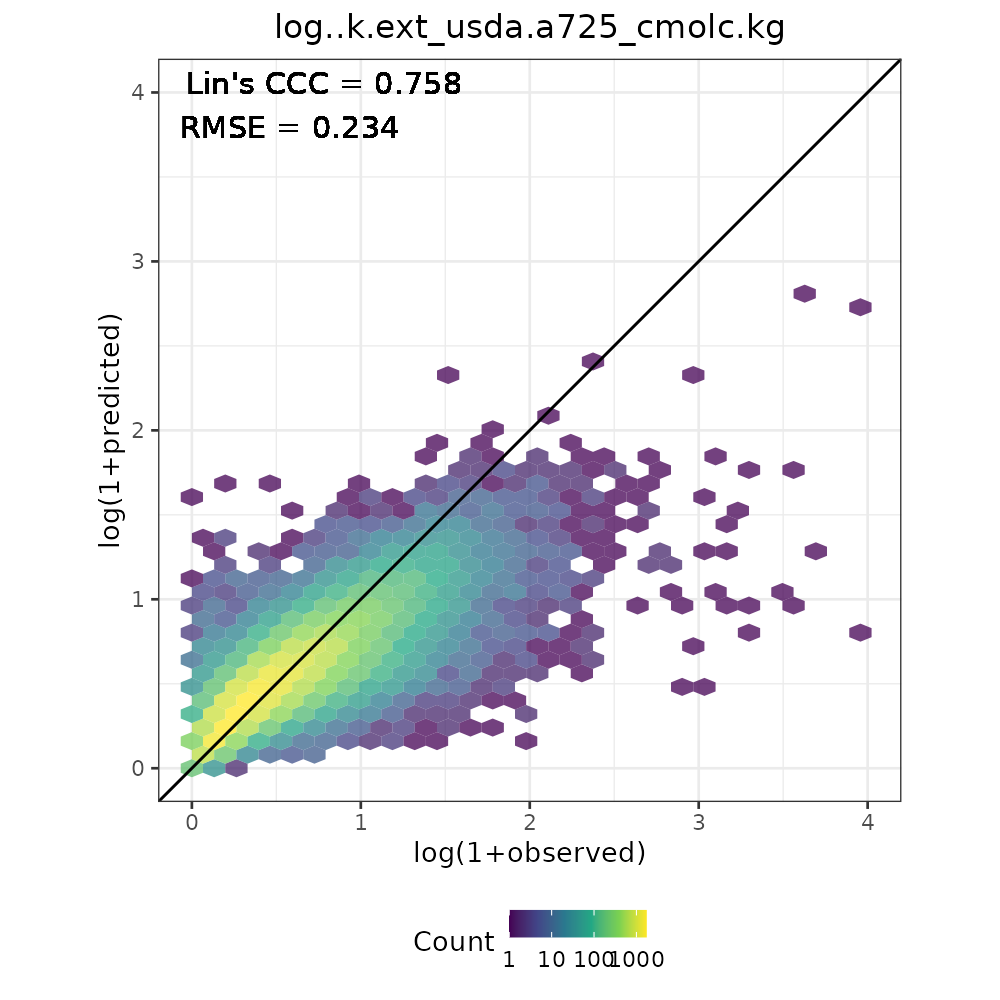 log..k.ext_usda.a725_cmolc.kg
Lin's CCC = 0.758
RMSE = 0.234
4
3
2
1
0
log(1+predicted)
0 1 2 3 4
log(1+observed)
Count
1 10 100 1000